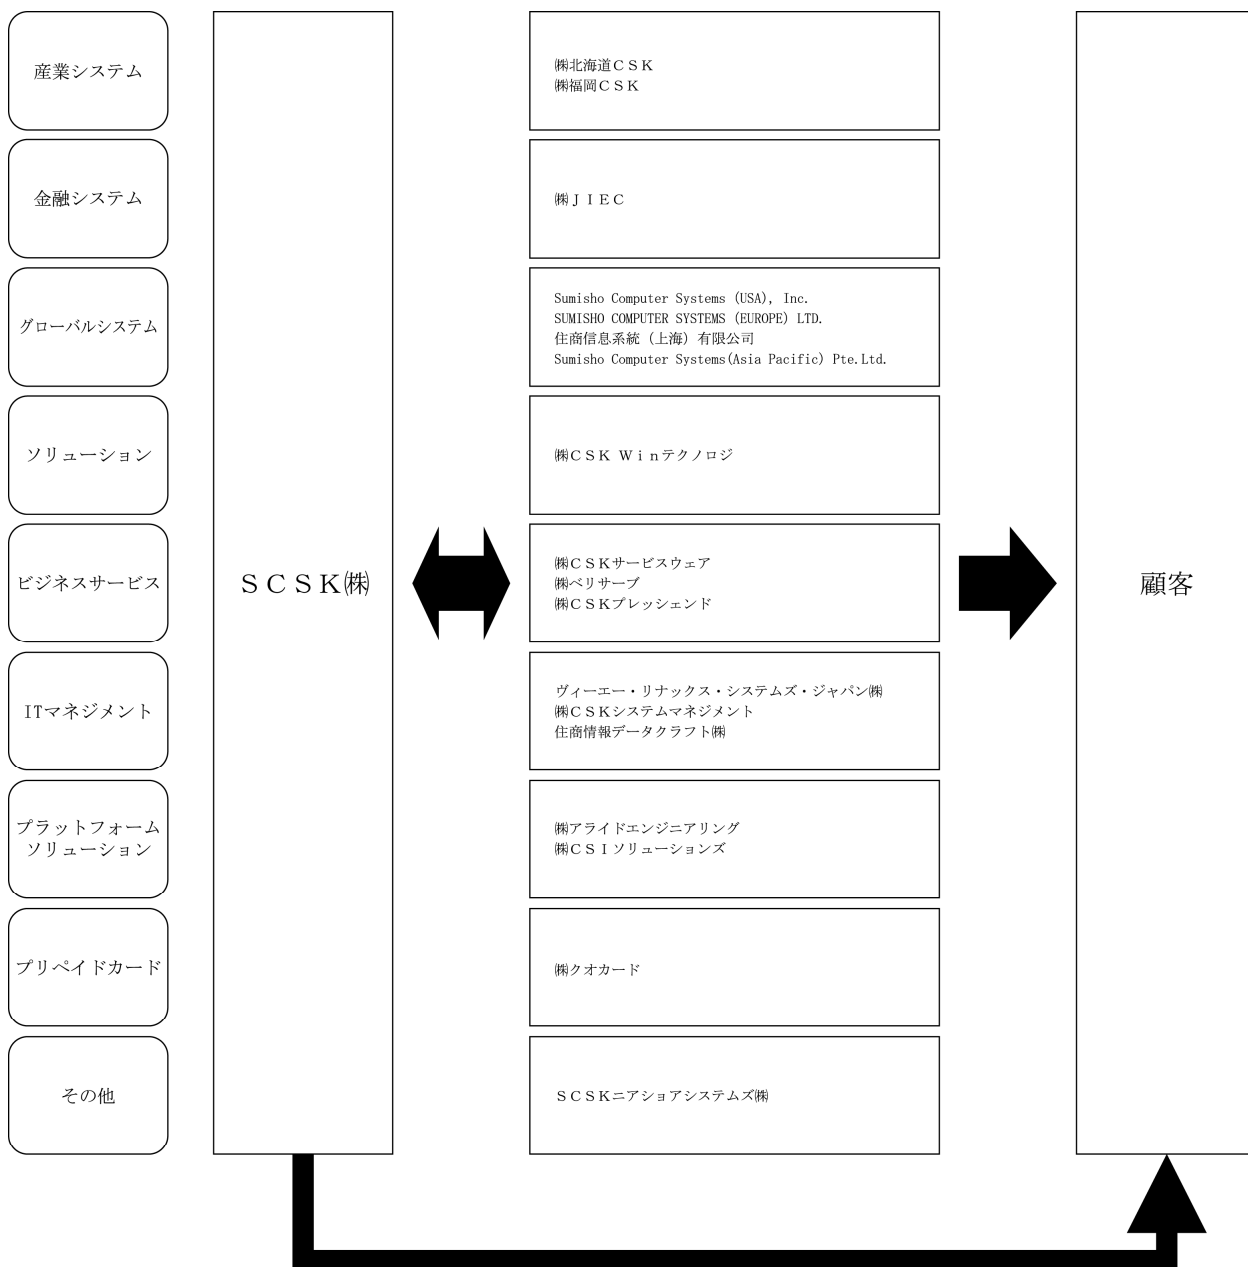 産業システム
㈱北海道ＣＳＫ
㈱福岡ＣＳＫ
金融システム
㈱ＪＩＥＣ
グローバルシステム
Sumisho Computer Systems (USA), Inc.
SUMISHO COMPUTER SYSTEMS (EUROPE) LTD.
住商信息系統（上海）有限公司
Sumisho Computer Systems(Asia Pacific) Pte.Ltd.
ソリューション
㈱ＣＳＫ Ｗｉｎテクノロジ
ビジネスサービス
ＳＣＳＫ㈱
㈱ＣＳＫサービスウェア
㈱ベリサーブ
㈱ＣＳＫプレッシェンド
顧客
ITマネジメント
ヴィーエー・リナックス・システムズ・ジャパン㈱
㈱ＣＳＫシステムマネジメント
住商情報データクラフト㈱
プラットフォーム
ソリューション
㈱アライドエンジニアリング
㈱ＣＳＩソリューションズ
プリペイドカード
㈱クオカード
その他
ＳＣＳＫニアショアシステムズ㈱